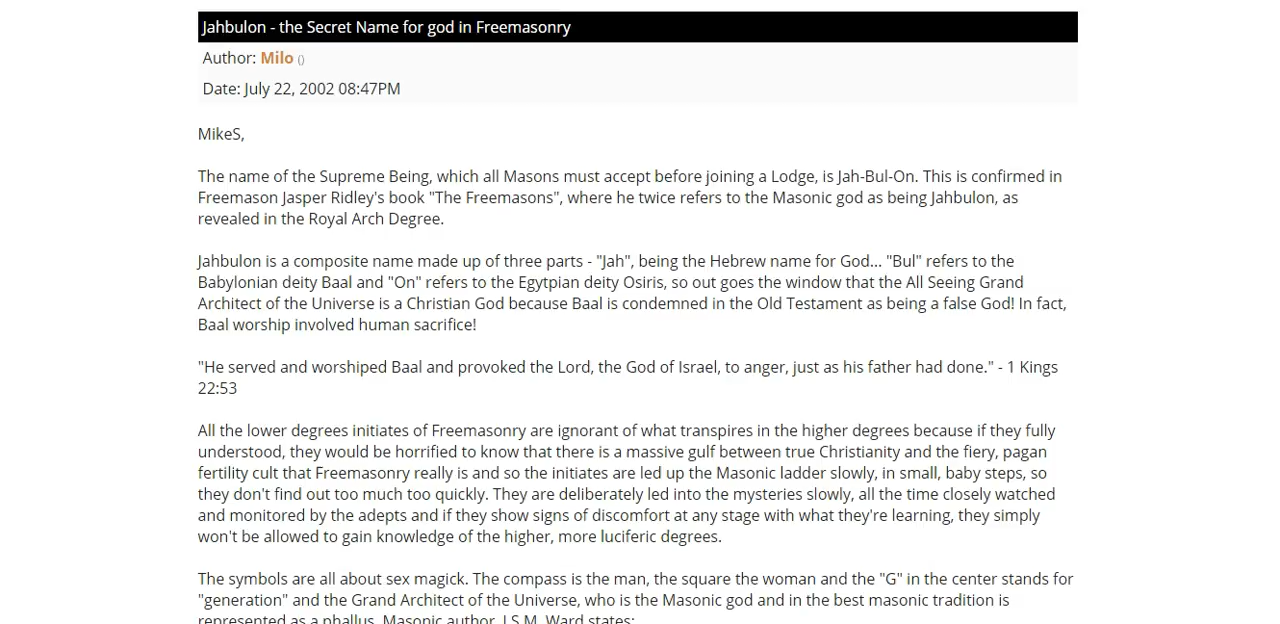 Jahbulon - the Secret Name for god in Freemasonry
Author: Milo ()
Date: July 22, 2002 08:47PM
MikeS,
The name of the Supreme Being, which all Masons must accept before joining a Lodge, is Jah-Bul-On. This is confirmed in
Freemason Jasper Ridley's book "The Freemasons", where he twice refers to the Masonic god as being Jahbulon, as
revealed in the Royal Arch Degree.
Jahbulon is a composite name made up of three parts - "Jah", being the Hebrew name for God... "Bul" refers to the
Babylonian deity Baal and "On" refers to the Egytpian deity Osiris, so out goes the window that the All Seeing Grand
Architect of the Universe is a Christian God because Baal is condemned in the Old Testament as being a false God! In fact,
Baal worship involved human sacrifice!
"He served and worshiped Baal and provoked the Lord, the God of Israel, to anger, just as his father had done." - 1 Kings
22:53
All the lower degrees initiates of Freemasonry are ignorant of what transpires in the higher degrees because if they fully
understood, they would be horrified to know that there is a massive gulf between true Christianity and the fiery, pagan
fertility cult that Freemasonry really is and so the initiates are led up the Masonic ladder slowly, in small, baby steps, so
they don't find out too much too quickly. They are deliberately led into the mysteries slowly, all the time closely watched
and monitored by the adepts and if they show signs of discomfort at any stage with what they're learning, they simply
won't be allowed to gain knowledge of the higher, more luciferic degrees.
The symbols are all about sex magick. The compass is the man, the square the woman and the "G" in the center stands for
"generation" and the Grand Architect of the Universe, who is the Masonic god and in the best masonic tradition is
represented as a phallus. Masonic author, J.S.M. Ward states: